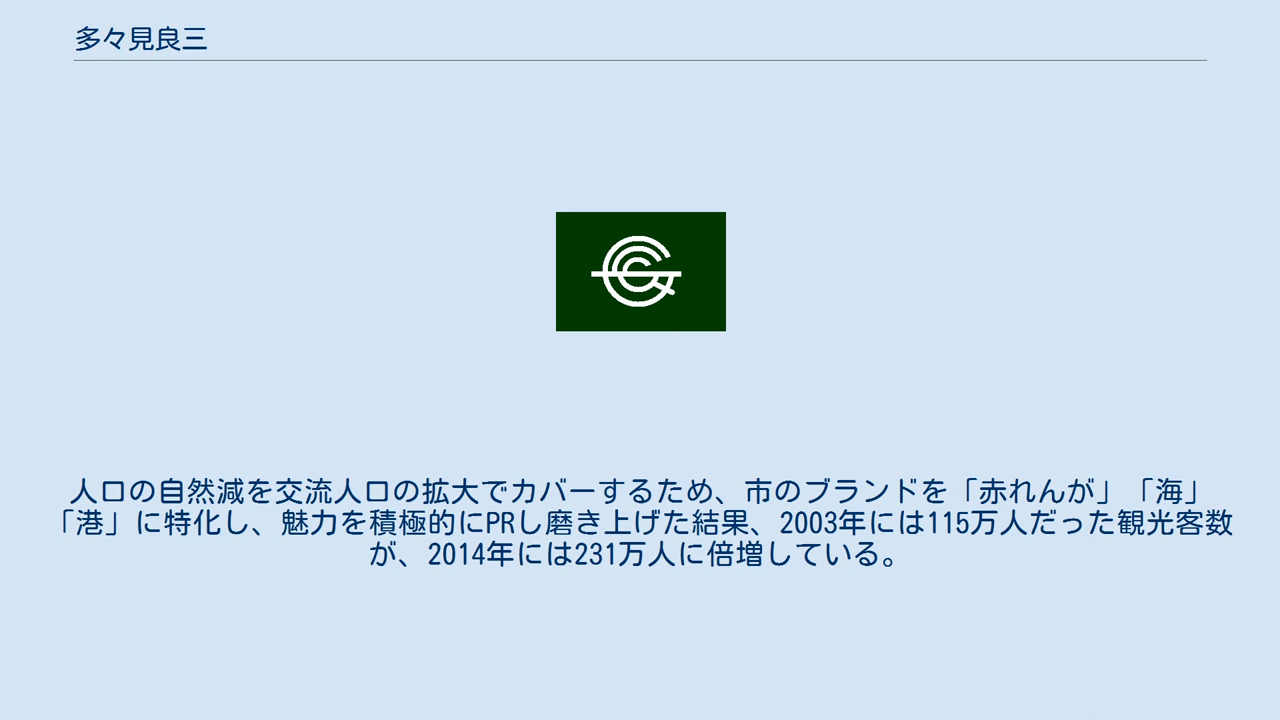 多々見良三
人口の自然減を交流人口の拡大でカバーするため、市のブランドを「赤れんが」「海」
「港」に特化し、魅力を積極的にPRし磨き上げた結果、2003年には115万人だった観光客数
が、2014年には231万人に倍増している。